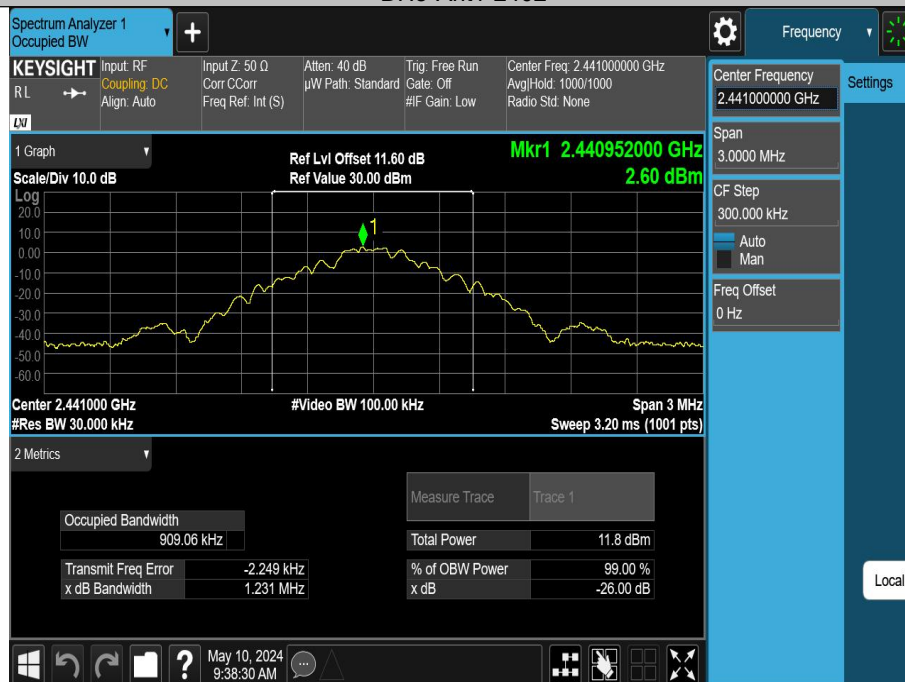 Spectrum Analyzer 1
Occupied BW
Frequency
KEYSIGHT
RL
LXI
Input: RF
Coupling: DC
Align: Auto
Input Z: 50 Ω
Corr CCorr
Freq Ref: Int (S)
Atten: 40 dB
µW Path: Standard
Trig: Free Run
Gate: Off
#IF Gain: Low
Center Freq: 2.441000000 GHz
Avg|Hold: 1000/1000
Radio Std: None
Center Frequency
2.441000000 GHz
Settings
Span
3.0000 MHz
CF Step
300.000 kHz
Auto
Man
Freq Offset
0 Hz
1 Graph
Scale/Div 10.0 dB
Ref Lvl Offset 11.60 dB
Ref Value 30.00 dBm
Mkr1 2.440952000 GHz
2.60 dBm
Log
20.0
10.0
0.00
-10.0
-20.0
-30.0
-40.0
-50.0
-60.0
1
Center 2.441000 GHz
#Res BW 30.000 kHz
#Video BW 100.00 kHz
Span 3 MHz
Sweep 3.20 ms (1001 pts)
2 Metrics
Measure Trace
Trace 1
Occupied Bandwidth
909.06 kHz
Total Power
11.8 dBm
Transmit Freq Error
-2.249 kHz
% of OBW Power
99.00 %
x dB Bandwidth
1.231 MHz
x dB
-26.00 dB
Local
?
May 10, 2024
9:38:30 AM